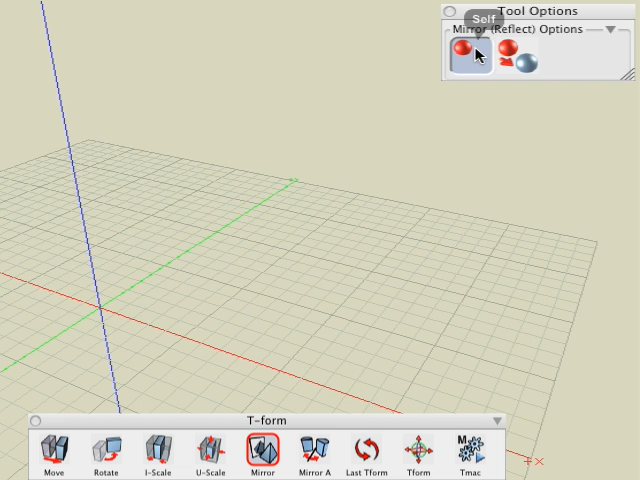 Tool Options
Self
Mirror (Reflect) Options
T-form
Move
Rotate
I-Scale
U-Scale
Mirror
Mirror A
Last Tform
Tform
M
Tmac